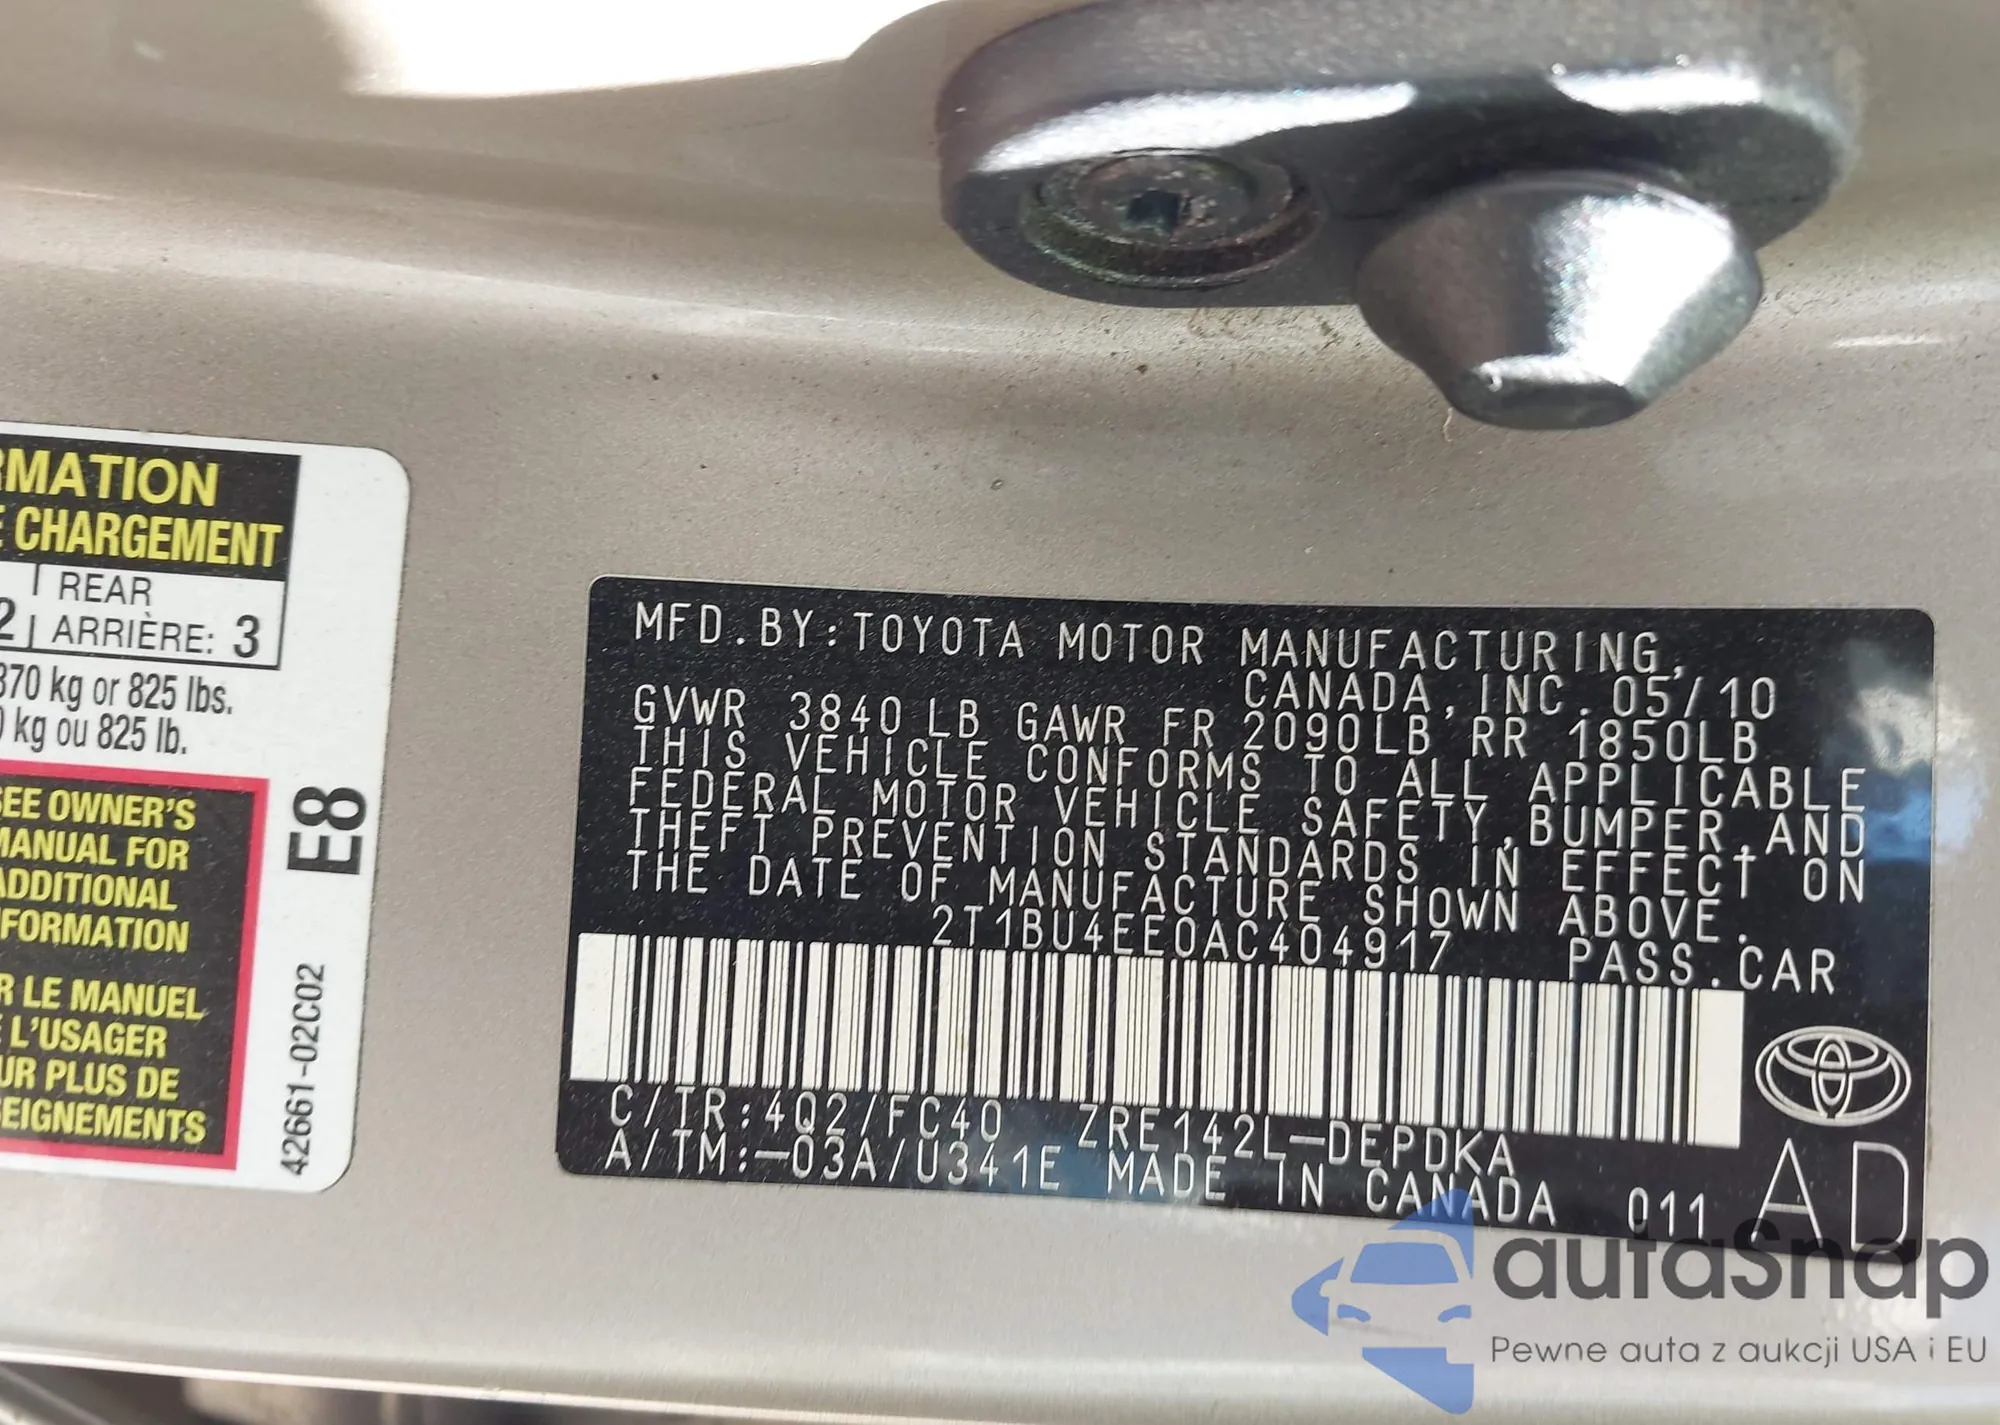 RMATION
E CHARGEMENT
REAR
2 ARRIÈRE: 3
370 kg or 825 lbs.
0 kg ou 825 lb.
SEE OWNER'S
MANUAL FOR
ADDITIONAL
FORMATION
R LE MANUEL
E L'USAGER
UR PLUS DE
SEIGNEMENTS
E8
42661-02C02
MFD.BY:TOYOTA MOTOR MANUFACTURING,
CANADA,INC.05/10
GVWR 3840LB GAWR FR 2090LB RR 1850LB
THIS VEHICLE CONFORMS TO ALL APPLICABLE
FEDERAL MOTOR VEHICLE SAFETY,BUMPER,AND
THEFT PREVENTION STANDARDS IN EFFECT ON
THE DATE OF MANUFACTURE SHOWN ABOVE.
2T1BU4EE0AC404917 PASS.CAR
C/TR:4Q2/FC40 ZRE142L-DEPDKA
A/TM:-03A/U341E MADE IN CANADA 011
AD
autoSnap
Pewne auta z aukcji USA i EU